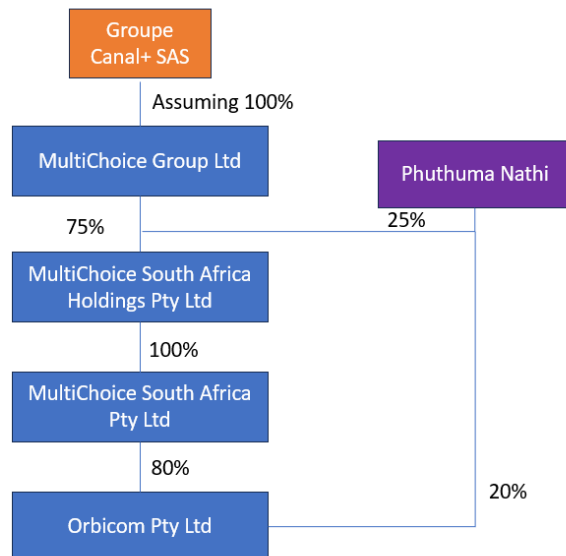 Groupe
Canal+ SAS
Assuming 100%
MultiChoice Group Ltd
Phuthuma Nathi
75%
25%
MultiChoice South Africa
Holdings Pty Ltd
100%
MultiChoice South Africa
Pty Ltd
80%
20%
Orbicom Pty Ltd